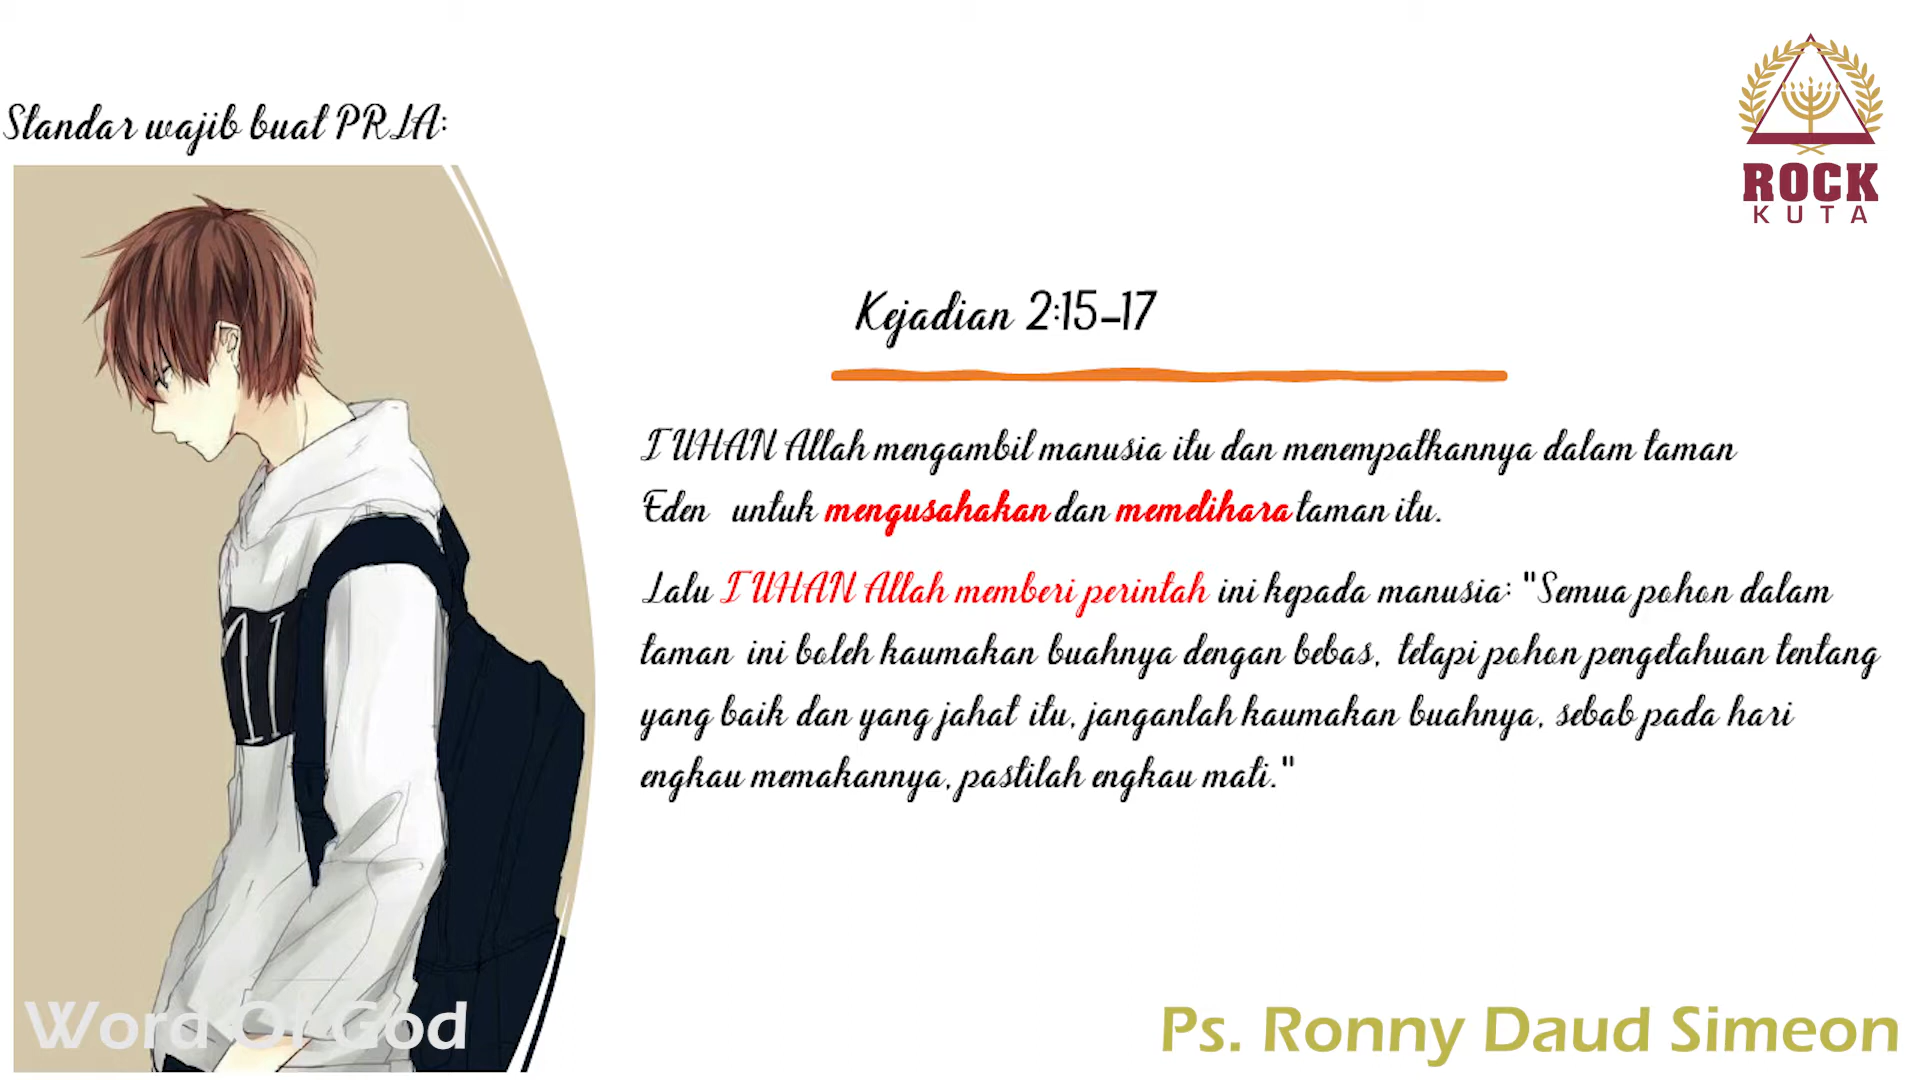 Standar wajib buat PRIA:
ROCK
KUTA
Kejadian 2:15-17
TUHAN Allah mengambil manusia itu dan menempatkannya dalam taman
Eden untuk mengusahakan dan memelihara taman itu.
Lalu TUHAN Allah memberi perintah ini kepada manusia: "Semua pohon dalam
taman ini boleh kaumakan buahnya dengan bebas, tetapi pohon pengetahuan tentang
yang baik dan yang jahat itu, janganlah kaumakan buahnya, sebab pada hari
engkau memakannya, pastilah engkau mati."
Word Of God
Ps. Ronny Daud Simeon